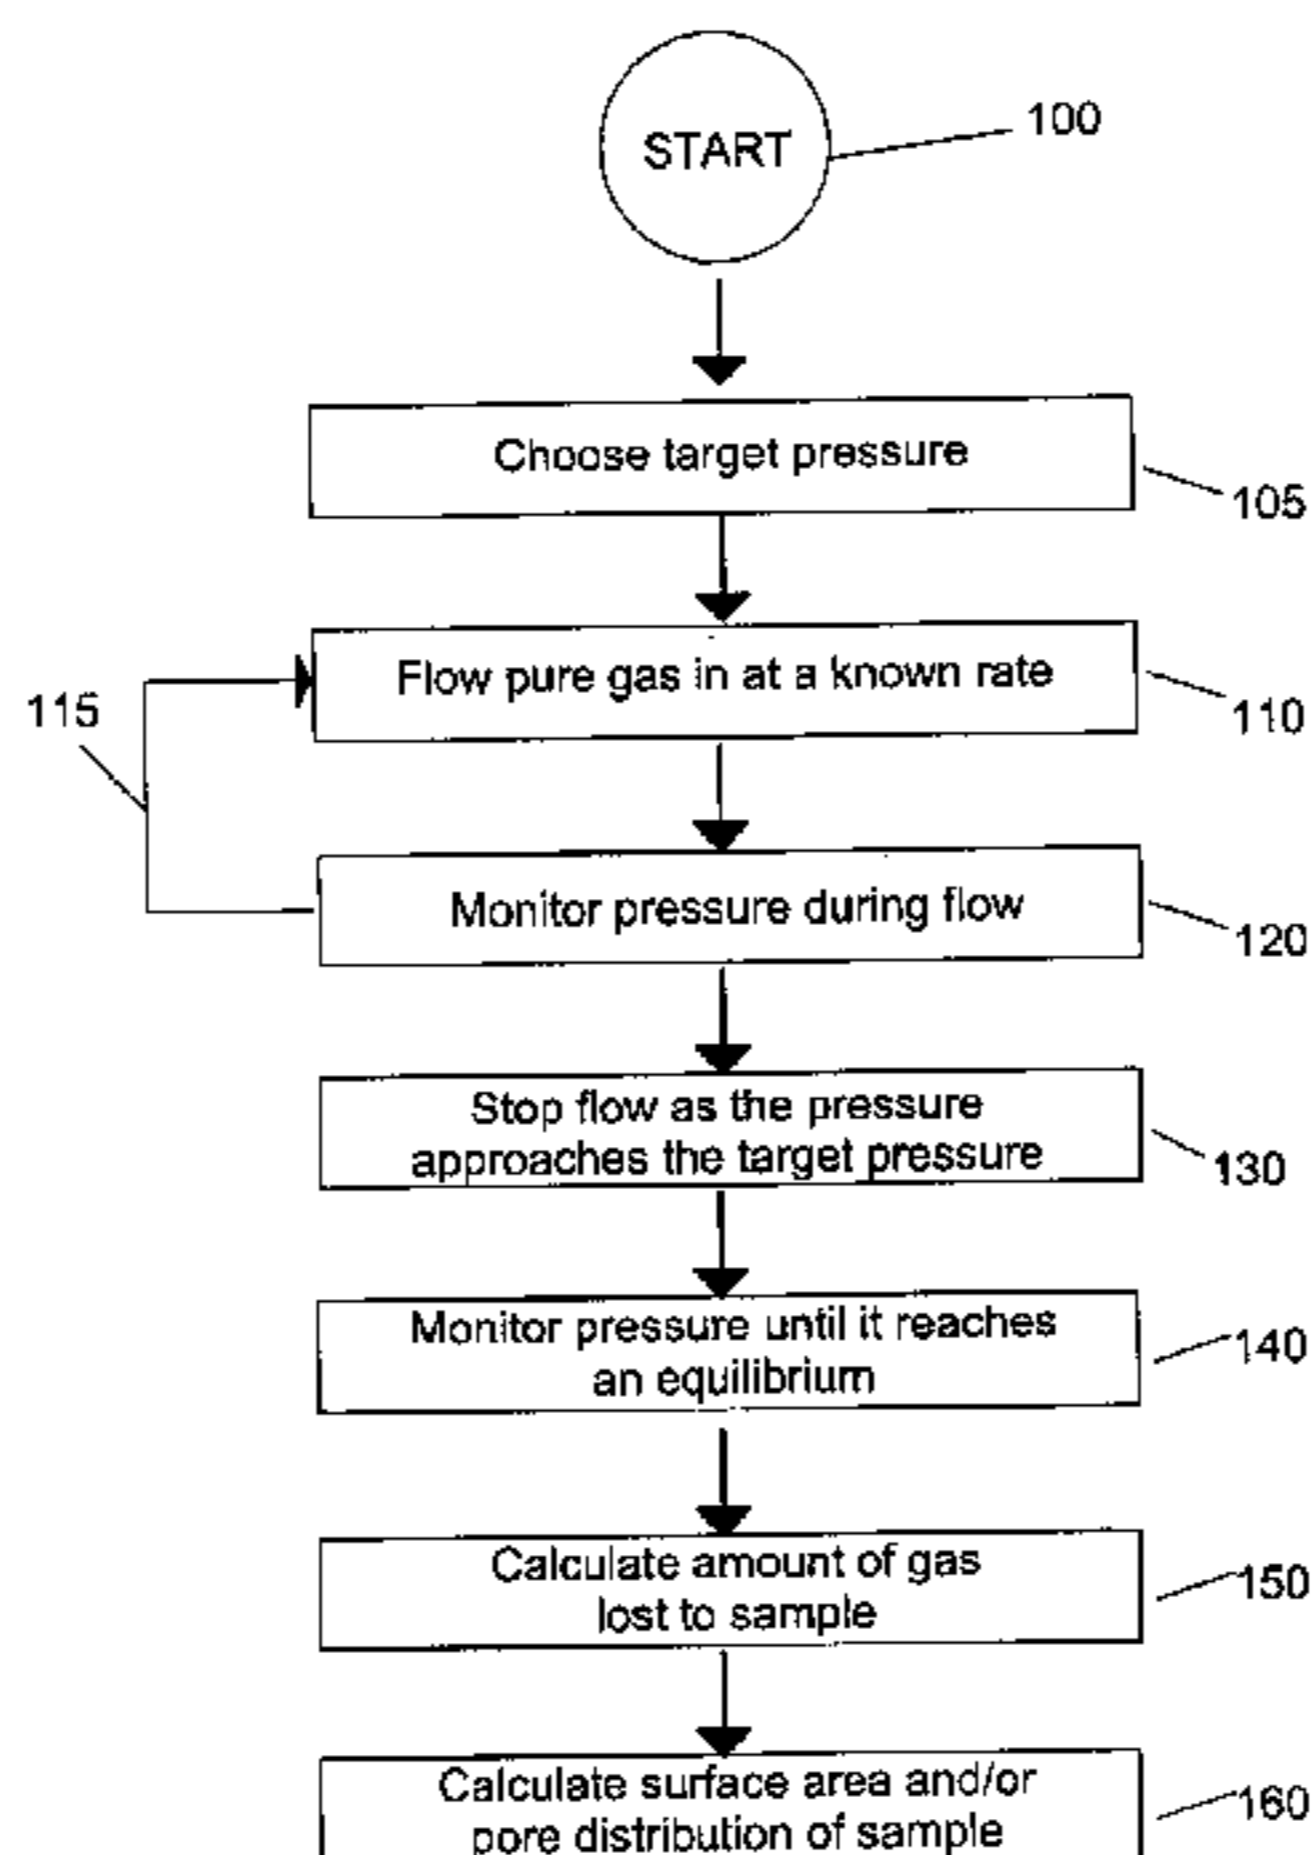 START
100
Choose target pressure
105
Flow pure gas in at a known rate
110
115
Monitor pressure during flow
120
Stop flow as the pressure
approaches the target pressure
130
Monitor pressure until it reaches
an equilibrium
140
Calculate amount of gas
lost to sample
150
Calculate surface area and/or
pore distribution of sample
160